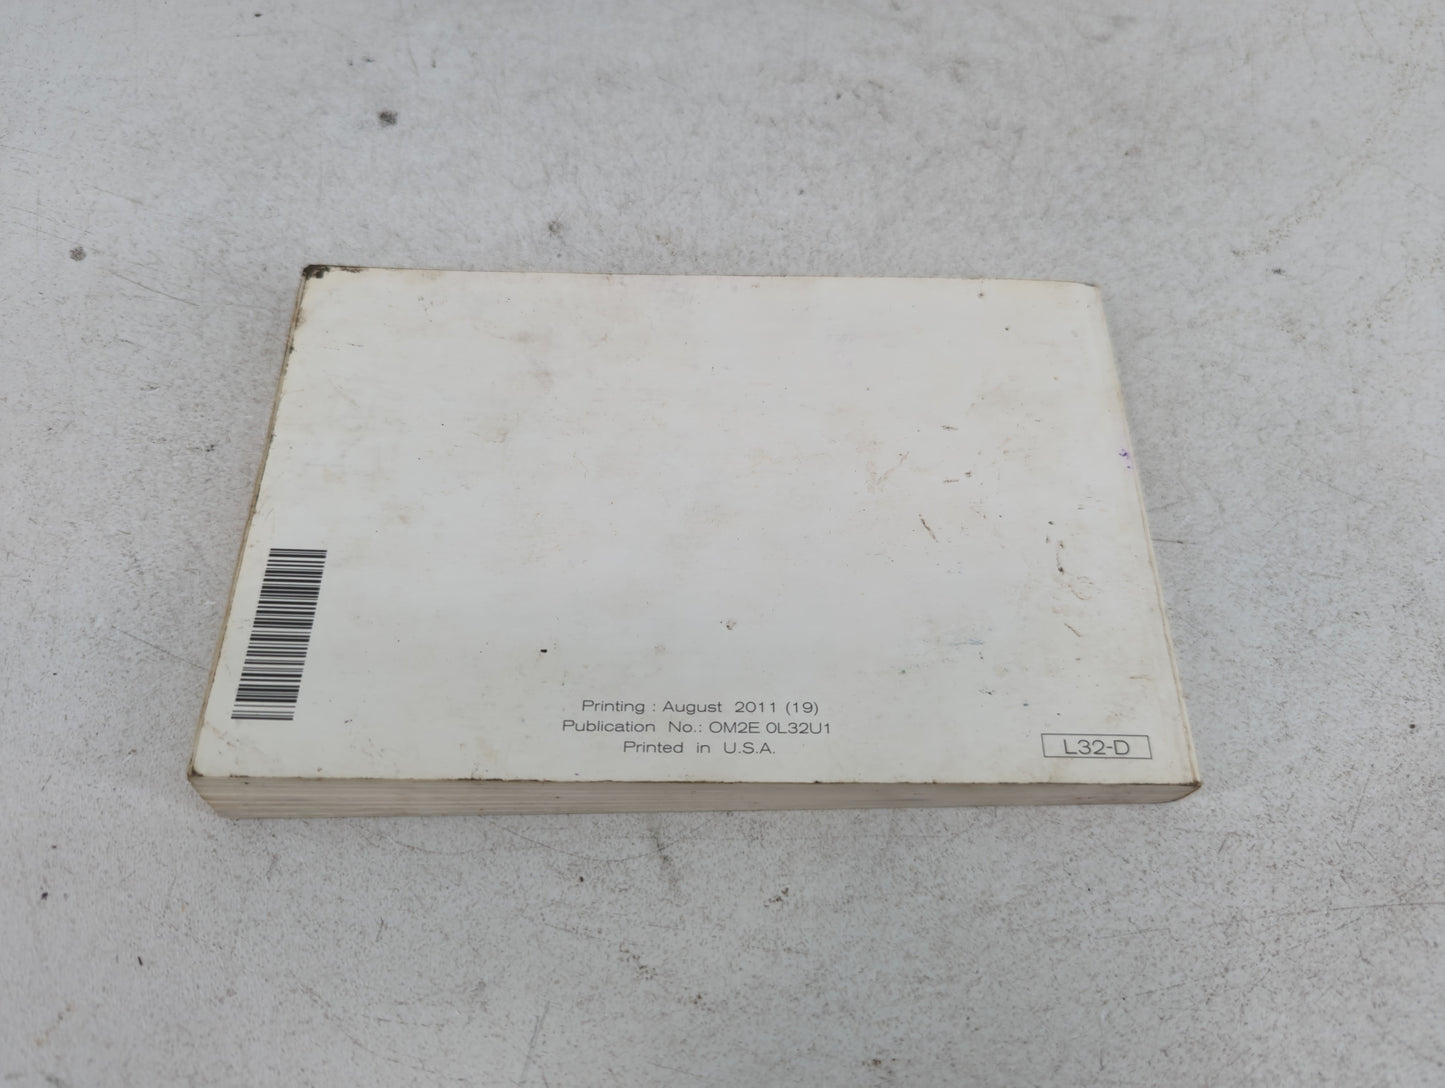 Printing : August 2011 (19)
Publication No.: OM2E 0L32U1
Printed in U.S.A.
L32-D